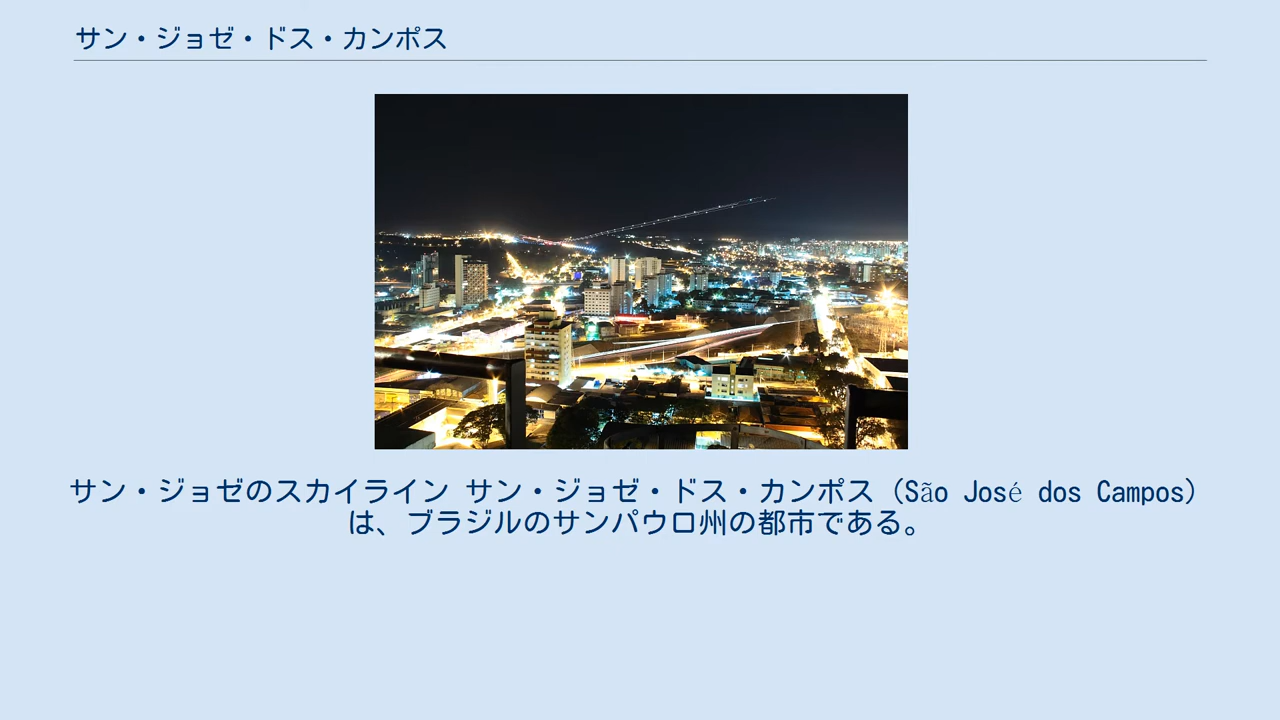 サン・ジョゼ・ドス・カンポス
サン・ジョゼのスカイライン サン・ジョゼ・ドス・カンポス（São José dos Campos）
は、ブラジルのサンパウロ州の都市である。